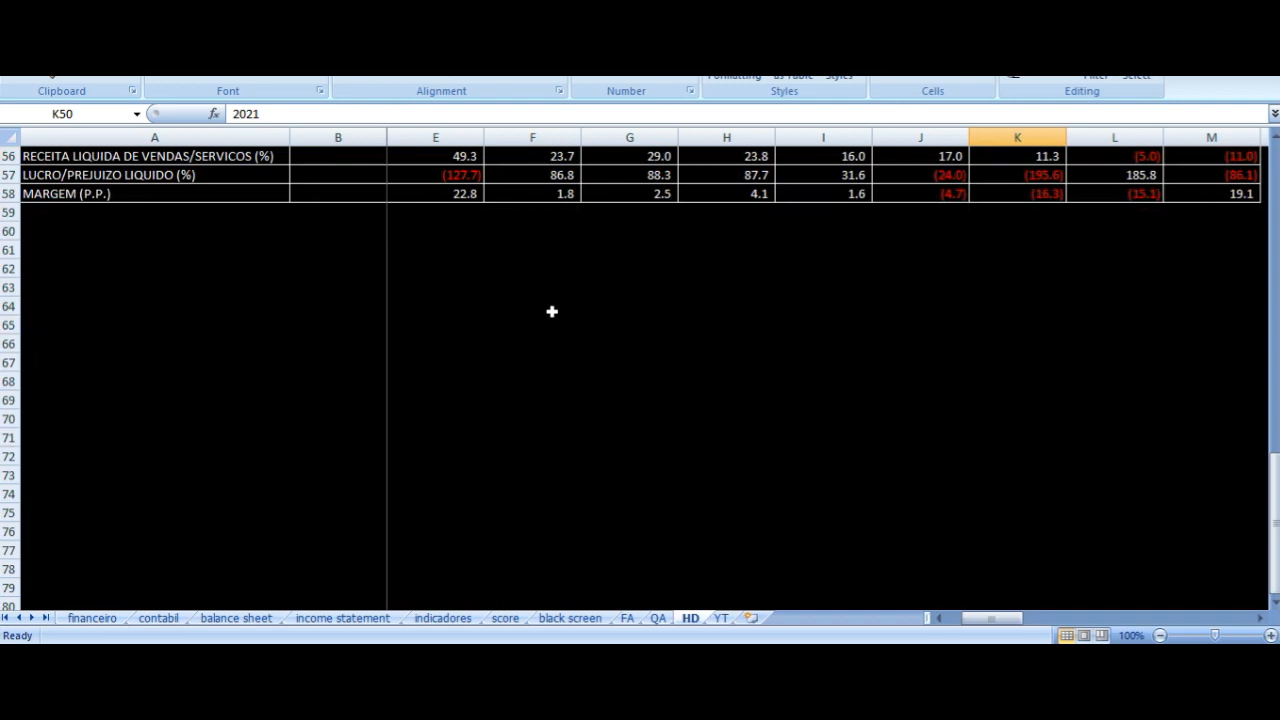 Clipboard Font Alignment Number Styles Cells Editing
K50 fx 2021
A B E F G H I J K L M
56 RECEITA LIQUIDA DE VENDAS/SERVICOS (%) 49.3 23.7 29.0 23.8 16.0 17.0 11.3 (5.0) (11.0)
57 LUCRO/PREJUIZO LIQUIDO (%) (127.7) 86.8 88.3 87.7 31.6 (24.0) (195.6) 185.8 (86.1)
58 MARGEM (P.P.) 22.8 1.8 2.5 4.1 1.6 (4.7) (16.3) (15.1) 19.1
59
60
61
62
63
64
65
66
67
68
69
70
71
72
73
74
75
76
77
78
79
80
financeiro contabil balance sheet income statement indicadores score black screen FA QA HD YT
Ready 100%